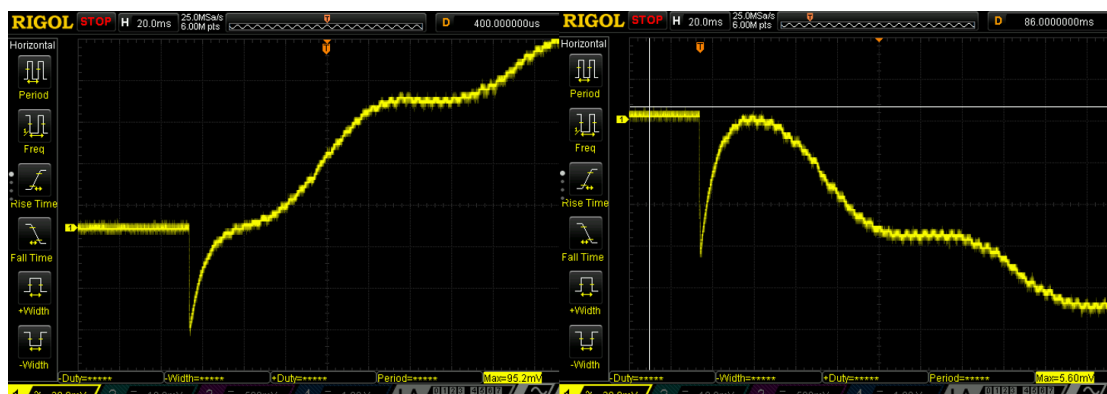 RIGOL STOP H 20.0ms 25.0MSa/s 6.00M pts T D 400.000000us
Horizontal
T
Period
Freq
Rise Time
1
Fall Time
+Width
-Width
-Duty=***** -Width=***** +Duty=***** Period=***** Max=95.2mV
RIGOL STOP H 20.0ms 25.0MSa/s 6.00M pts T D 86.0000000ms
Horizontal
T
Period
1
Freq
Rise Time
Fall Time
+Width
-Width
-Duty=***** -Width=***** +Duty=***** Period=***** Max=5.60mV